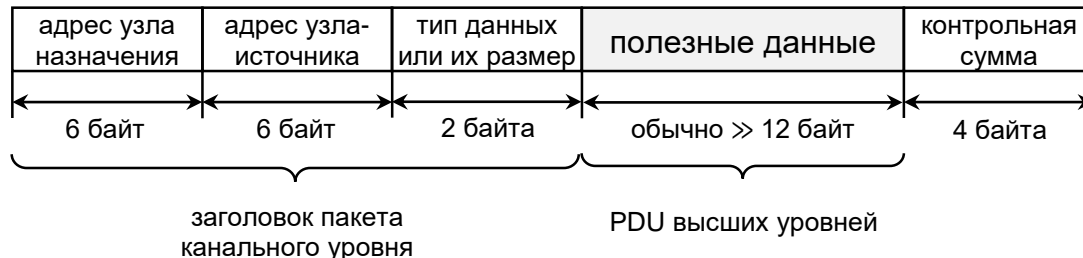 адрес узла
назначения
адрес узла-
источника
тип данных
или их размер
полезные данные
контрольная
сумма
6 байт
6 байт
2 байта
обычно ≫ 12 байт
4 байта
заголовок пакета
канального уровня
PDU высших уровней